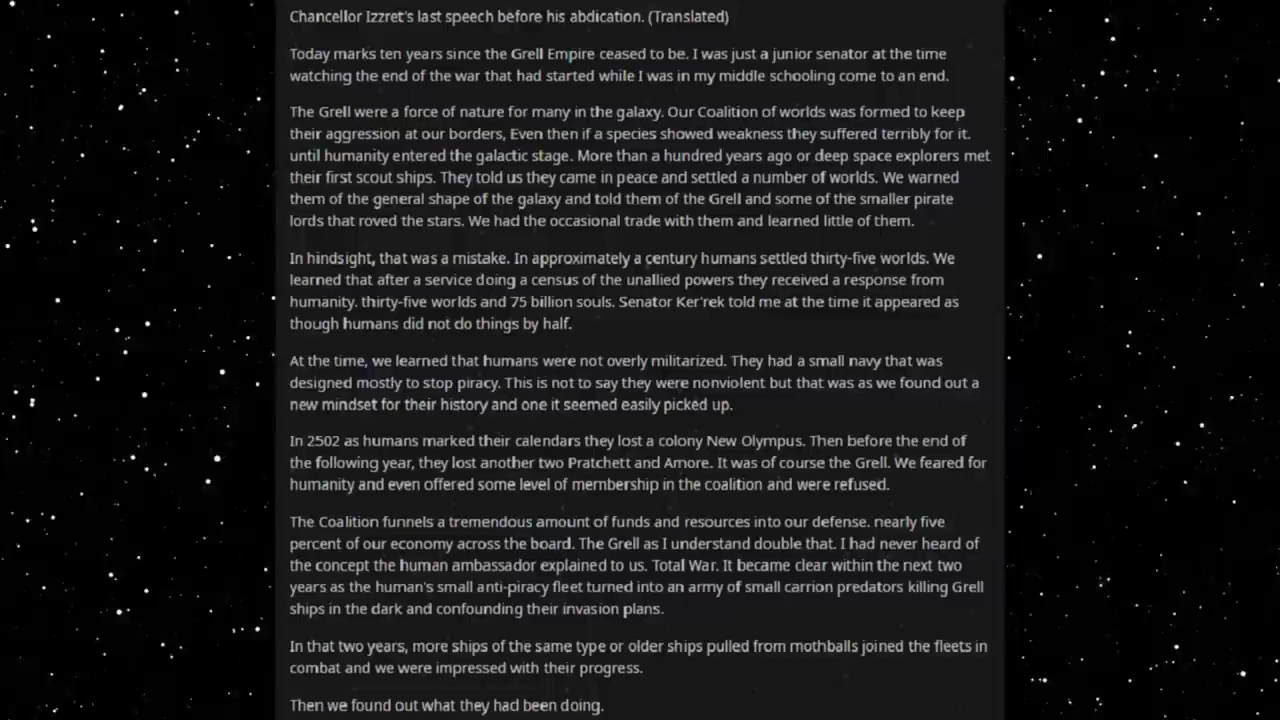 Chancellor Izzret's last speech before his abdication. (Translated)
Today marks ten years since the Grell Empire ceased to be. I was just a junior senator at the time
watching the end of the war that had started while I was in my middle schooling come to an end.
The Grell were a force of nature for many in the galaxy. Our Coalition of worlds was formed to keep
their aggression at our borders, Even then if a species showed weakness they suffered terribly for it.
until humanity entered the galactic stage. More than a hundred years ago or deep space explorers met
their first scout ships. They told us they came in peace and settled a number of worlds. We warned
them of the general shape of the galaxy and told them of the Grell and some of the smaller pirate
lords that roved the stars. We had the occasional trade with them and learned little of them.
In hindsight, that was a mistake. In approximately a century humans settled thirty-five worlds. We
learned that after a service doing a census of the unallied powers they received a response from
humanity. thirty-five worlds and 75 billion souls. Senator Ker'rek told me at the time it appeared as
though humans did not do things by half.
At the time, we learned that humans were not overly militarized. They had a small navy that was
designed mostly to stop piracy. This is not to say they were nonviolent but that was as we found out a
new mindset for their history and one it seemed easily picked up.
In 2502 as humans marked their calendars they lost a colony New Olympus. Then before the end of
the following year, they lost another two Pratchett and Amore. It was of course the Grell. We feared for
humanity and even offered some level of membership in the coalition and were refused.
The Coalition funnels a tremendous amount of funds and resources into our defense. nearly five
percent of our economy across the board. The Grell as I understand double that. I had never heard of
the concept the human ambassador explained to us. Total War. It became clear within the next two
years as the human's small anti-piracy fleet turned into an army of small carrion predators killing Grell
ships in the dark and confounding their invasion plans.
In that two years, more ships of the same type or older ships pulled from mothballs joined the fleets in
combat and we were impressed with their progress.
Then we found out what they had been doing.